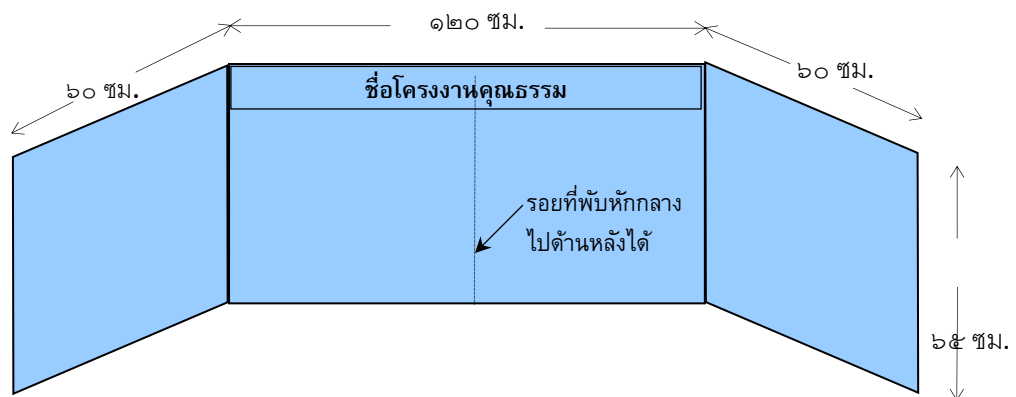 ๑๒๐ ซม.
๖๐ ซม.
๖๐ ซม.
ชื่อโครงงานคุณธรรม
รอยที่พับหักกลาง
ไปด้านหลังได้
๖๕ ซม.